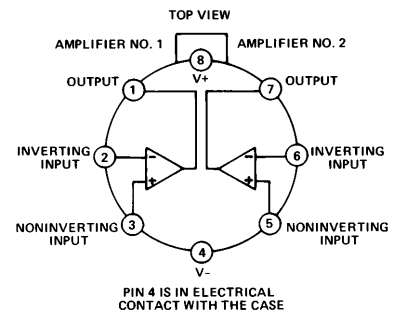 TOP VIEW
AMPLIFIER NO. 1
AMPLIFIER NO. 2
8
V+
OUTPUT
1
7
OUTPUT
INVERTING
INPUT
2
−
+
−
+
6
INVERTING
INPUT
NONINVERTING
INPUT
3
5
NONINVERTING
INPUT
4
V−
PIN 4 IS IN ELECTRICAL
CONTACT WITH THE CASE